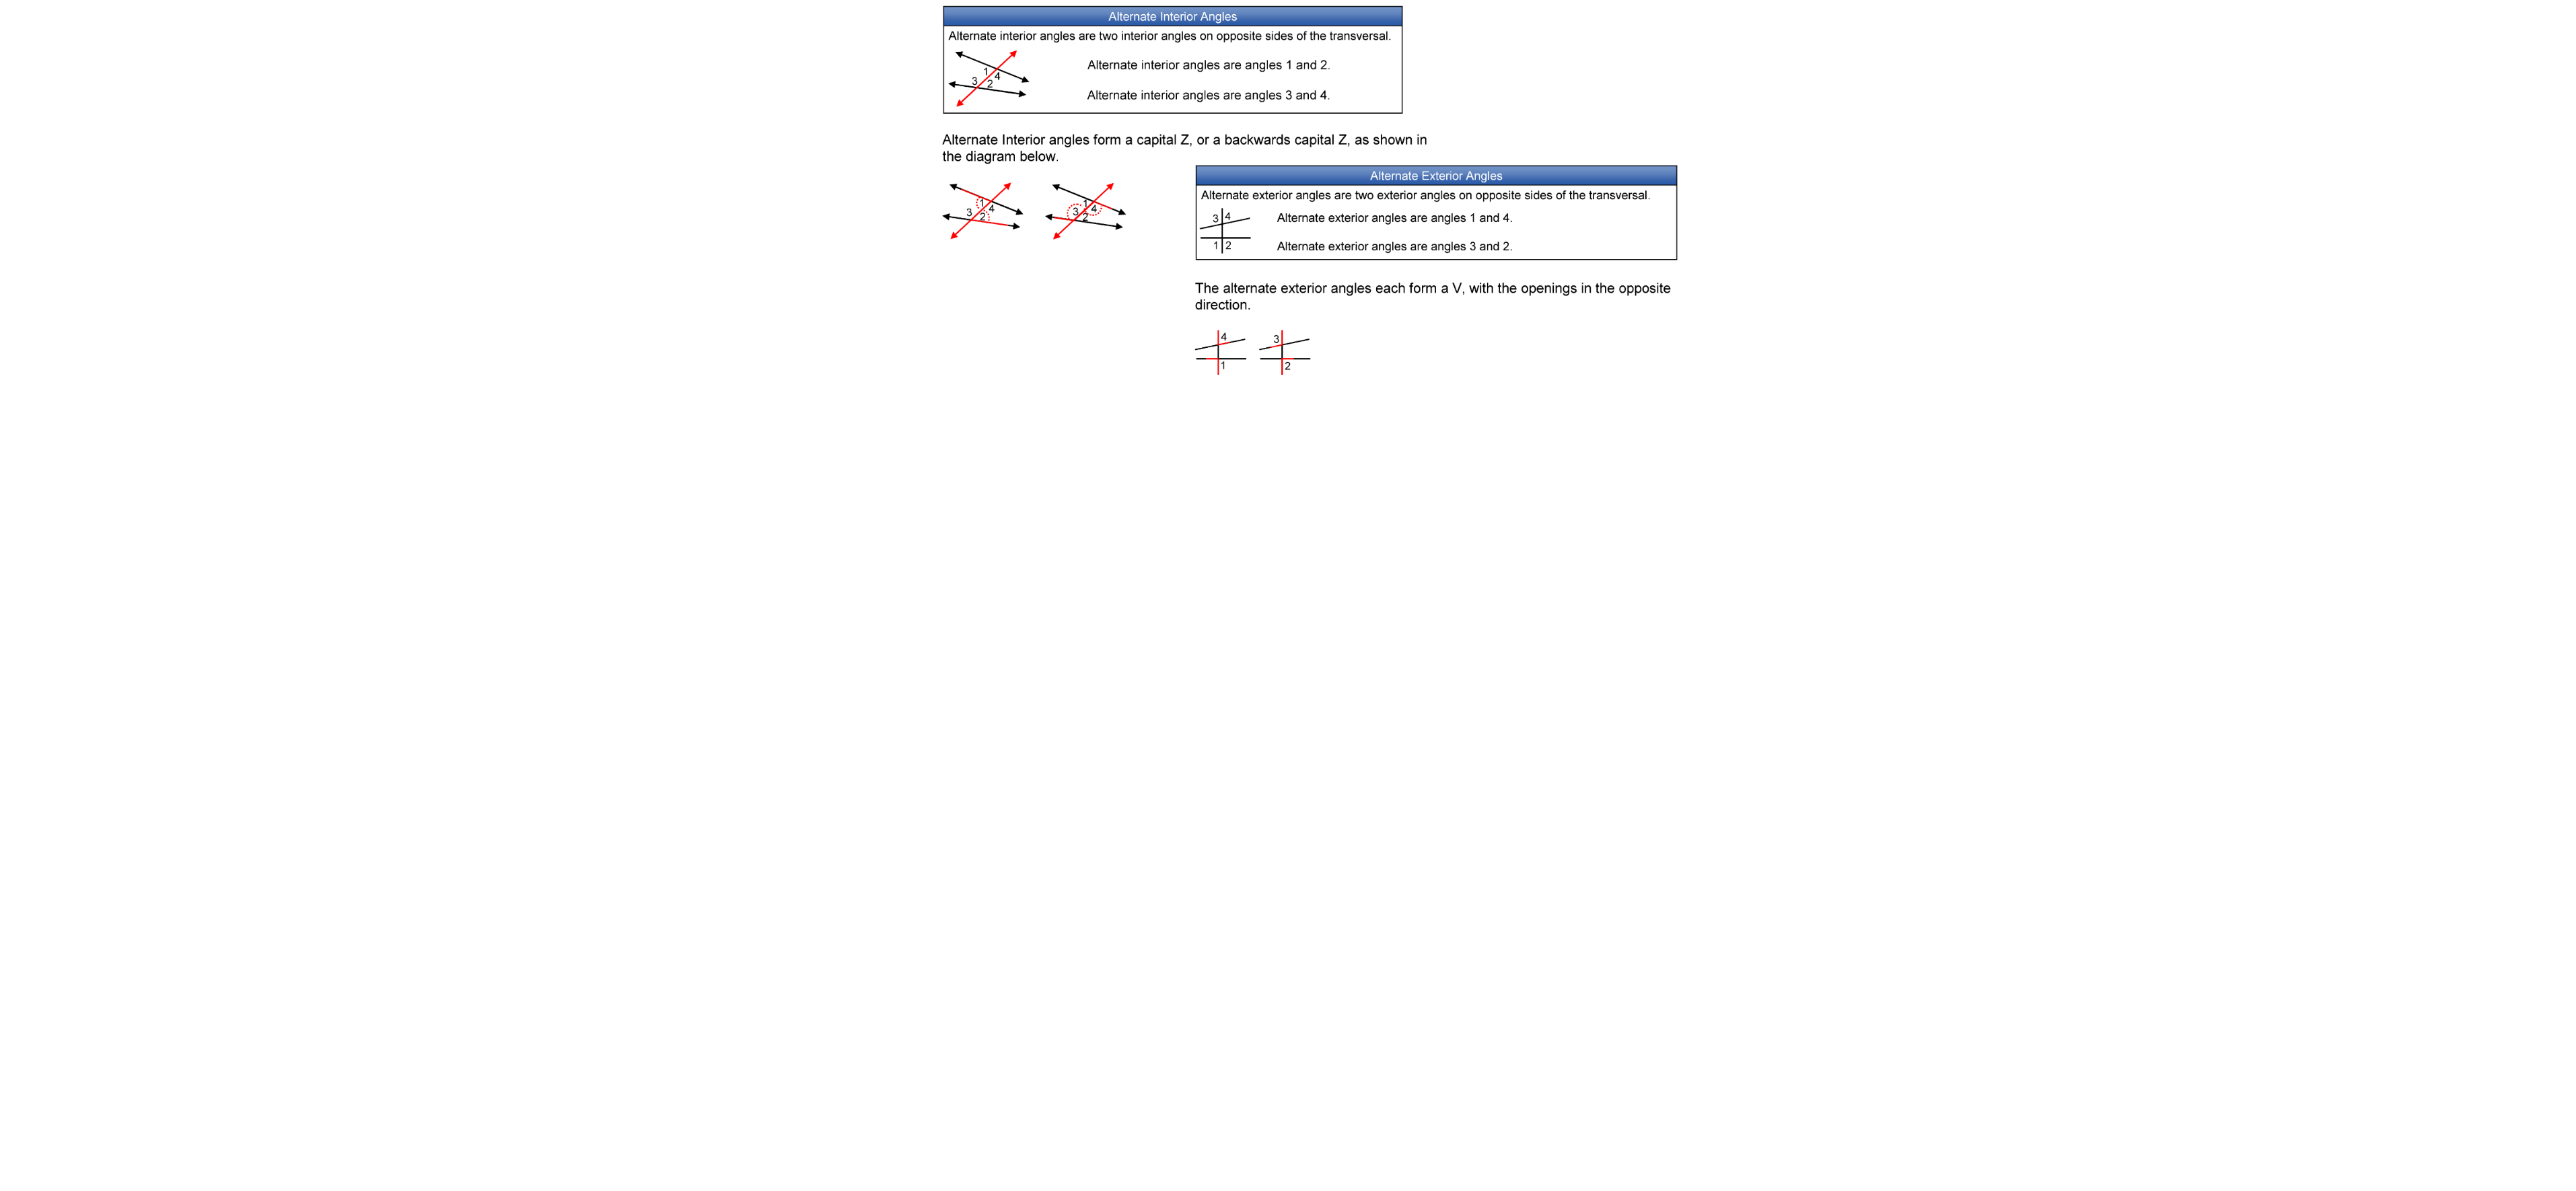 Alternate Interior Angles
Alternate interior angles are two interior angles on opposite sides of the transversal.
1
4
3
2
Alternate interior angles are angles 1 and 2.
Alternate interior angles are angles 3 and 4.
Alternate Interior angles form a capital Z, or a backwards capital Z, as shown in
the diagram below.
1
4
3
2
1
4
3
2
Alternate Exterior Angles
Alternate exterior angles are two exterior angles on opposite sides of the transversal.
3 4
1 2
Alternate exterior angles are angles 1 and 4.
Alternate exterior angles are angles 3 and 2.
The alternate exterior angles each form a V, with the openings in the opposite
direction.
4
1
3
2